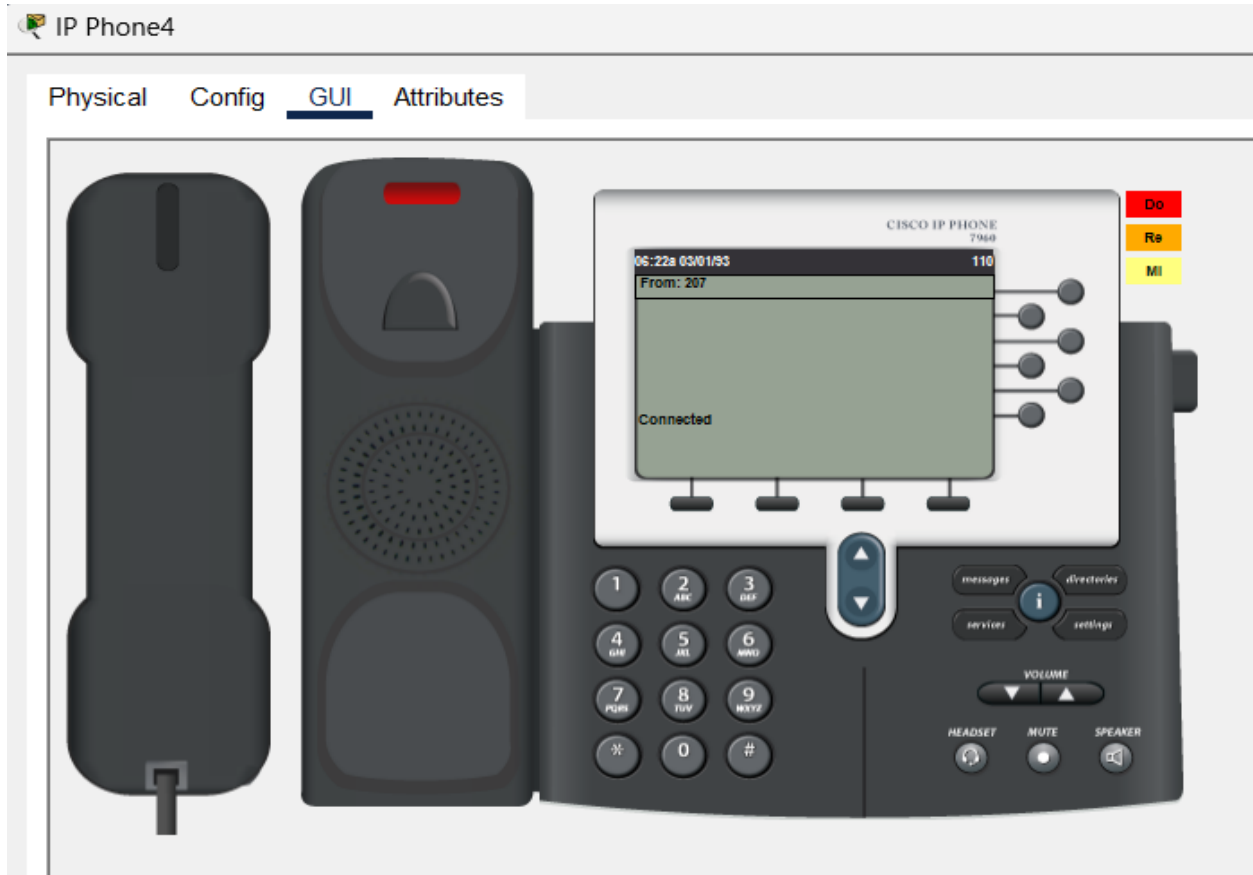 IP Phone4
Physical Config GUI Attributes
CISCO IP PHONE
7960
Do
Re
MI
06:22a 03/01/93 110
From: 207
Connected
1 2 ABC 3 DEF
4 GHI 5 JKL 6 MNO
7 PQRS 8 TUV 9 WXYZ
* 0 #
messages directories
i
services settings
VOLUME
HEADSET MUTE SPEAKER